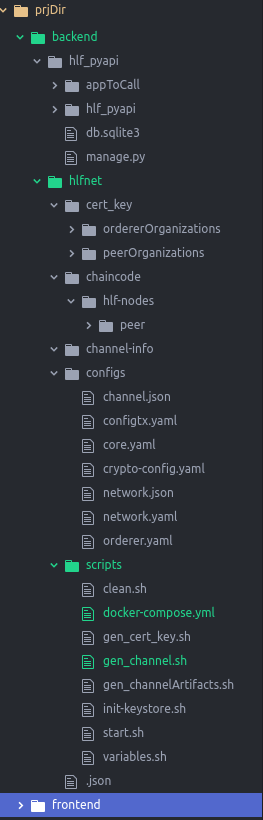 prjDir
backend
hlf_pyapi
appToCall
hlf_pyapi
db.sqlite3
manage.py
hlfnet
cert_key
ordererOrganizations
peerOrganizations
chaincode
hlf-nodes
peer
channel-info
configs
channel.json
configtx.yaml
core.yaml
crypto-config.yaml
network.json
network.yaml
orderer.yaml
scripts
clean.sh
docker-compose.yml
gen_cert_key.sh
gen_channel.sh
gen_channelArtifacts.sh
init-keystore.sh
start.sh
variables.sh
.json
frontend